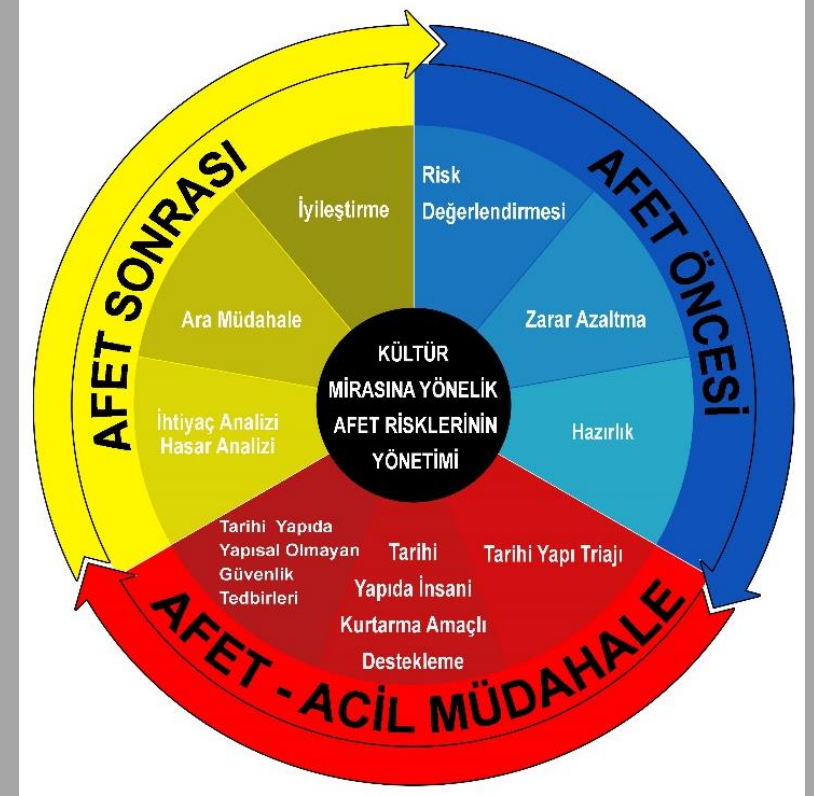 AFET ÖNCESİ
Risk
Değerlendirmesi
Zarar Azaltma
Hazırlık
AFET - ACİL MÜDAHALE
Tarihi Yapı Triajı
Tarihi
Yapıda İnsani
Kurtarma Amaçlı
Destekleme
Tarihi Yapıda
Yapısal Olmayan
Güvenlik
Tedbirleri
AFET SONRASI
İhtiyaç Analizi
Hasar Analizi
Ara Müdahale
İyileştirme
KÜLTÜR
MİRASINA YÖNELİK
AFET RİSKLERİNİN
YÖNETİMİ